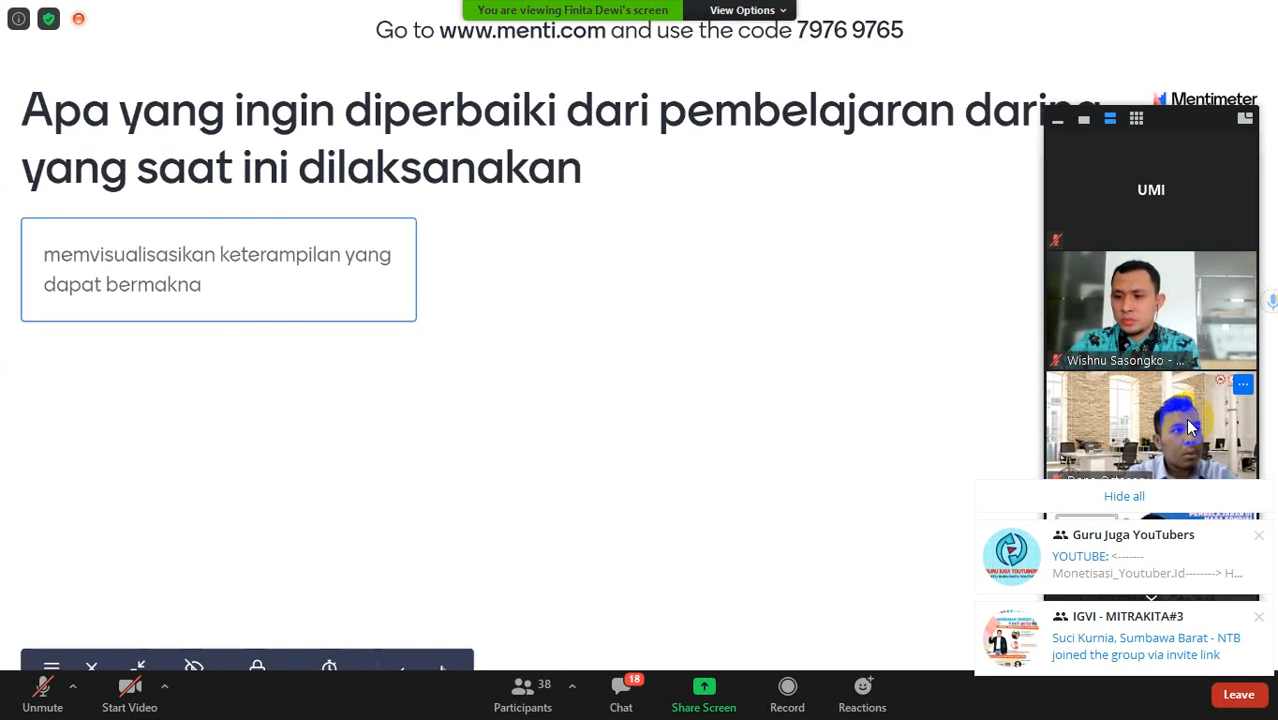 You are viewing Finita Dewi's screen
View Options
Go to www.menti.com and use the code 7976 9765
Mentimeter
Apa yang ingin diperbaiki dari pembelajaran daring
yang saat ini dilaksanakan
memvisualisasikan keterampilan yang
dapat bermakna
UMI
Wishnu Sasongko - ...
Hide all
Guru Juga YouTubers
YOUTUBE: <-------
Monetisasi_Youtuber.Id--------> H...
IGVI - MITRAKITA#3
Suci Kurnia, Sumbawa Barat - NTB
joined the group via invite link
Unmute
Start Video
38
Participants
18
Chat
Share Screen
Record
Reactions
Leave